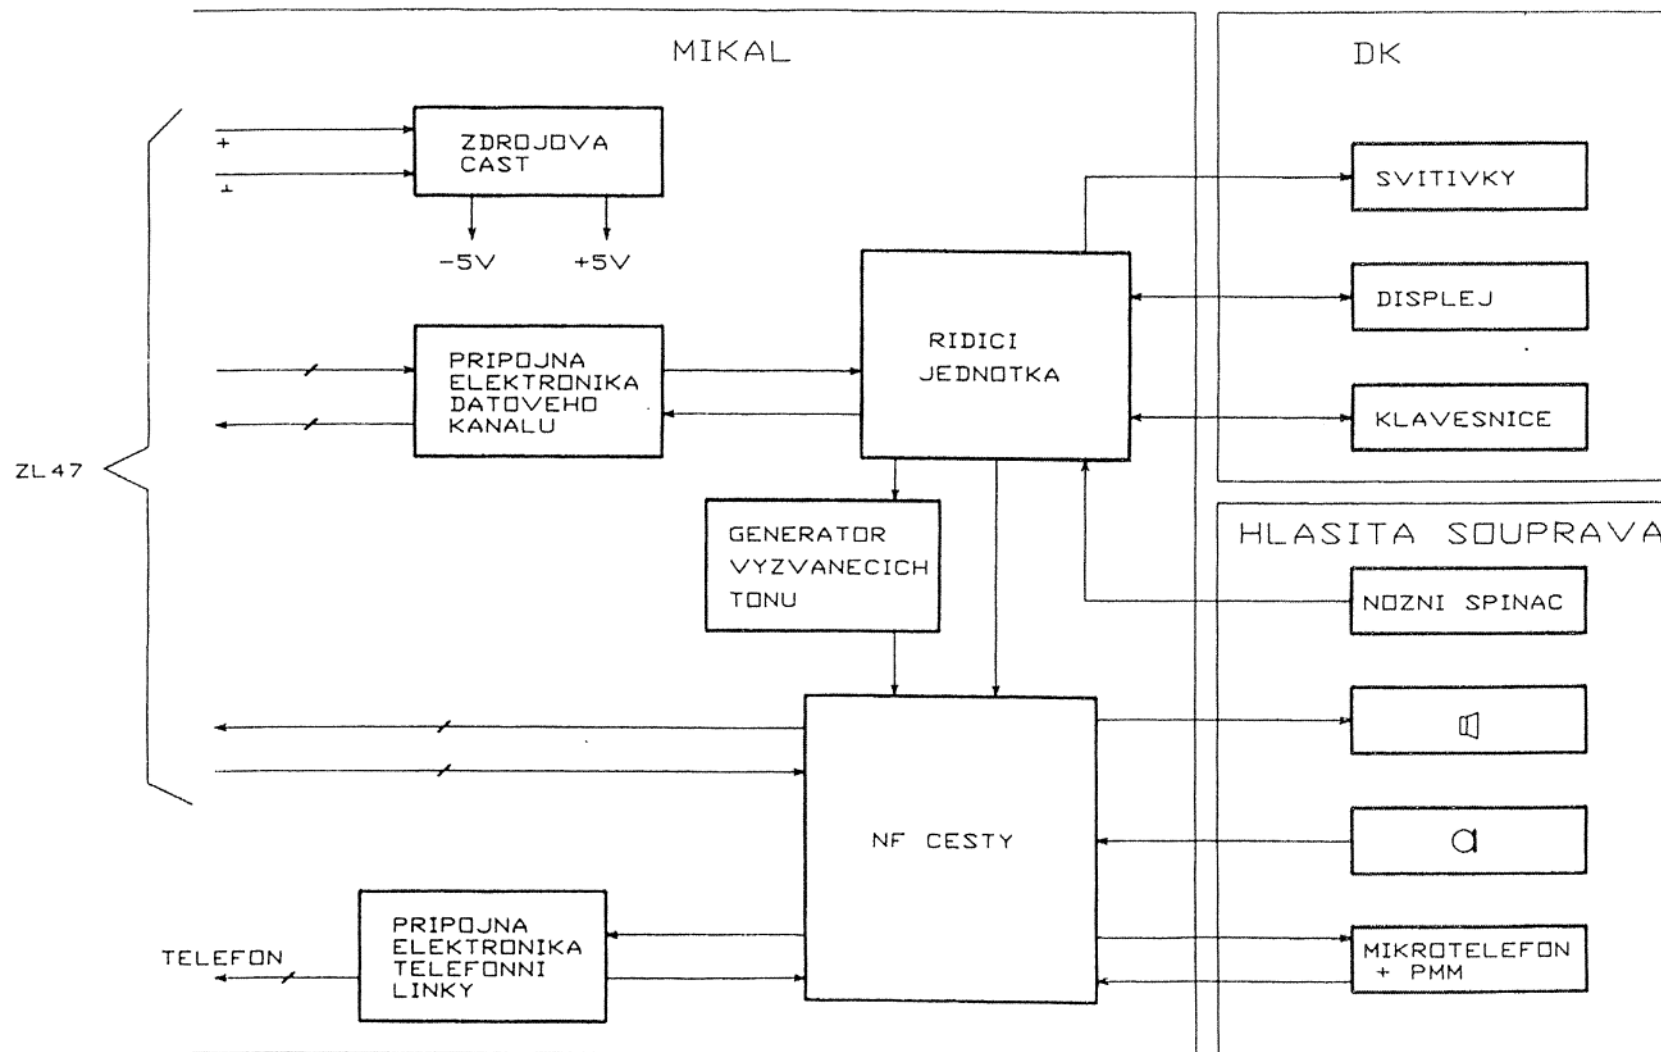 MIKAL
DK
+
ZDROJOVA
CAST
⊥
-5V
+5V
SVITIVKY
DISPLEJ
KLAVESNICE
PRIPOJNA
ELEKTRONIKA
DATOVEHO
KANALU
RIDICI
JEDNOTKA
ZL47
GENERATOR
VYZVANECICH
TONU
HLASITA SOUPRAVA
NOZNI SPINAC
NF CESTY
PRIPOJNA
ELEKTRONIKA
TELEFONNI
LINKY
TELEFON
MIKROTELEFON
+ PMM